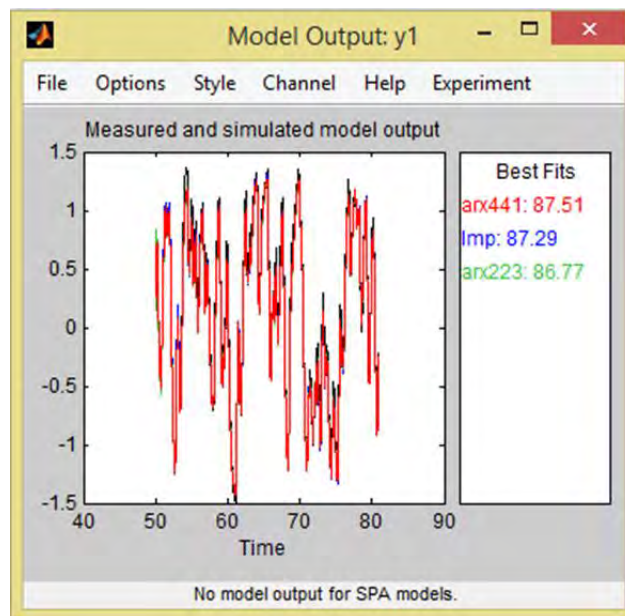 Model Output: y1
File Options Style Channel Help Experiment
Measured and simulated model output
1.5
1
0.5
0
-0.5
-1
-1.5
40 50 60 70 80 90
Time
Best Fits
arx441: 87.51
Imp: 87.29
arx223: 86.77
No model output for SPA models.